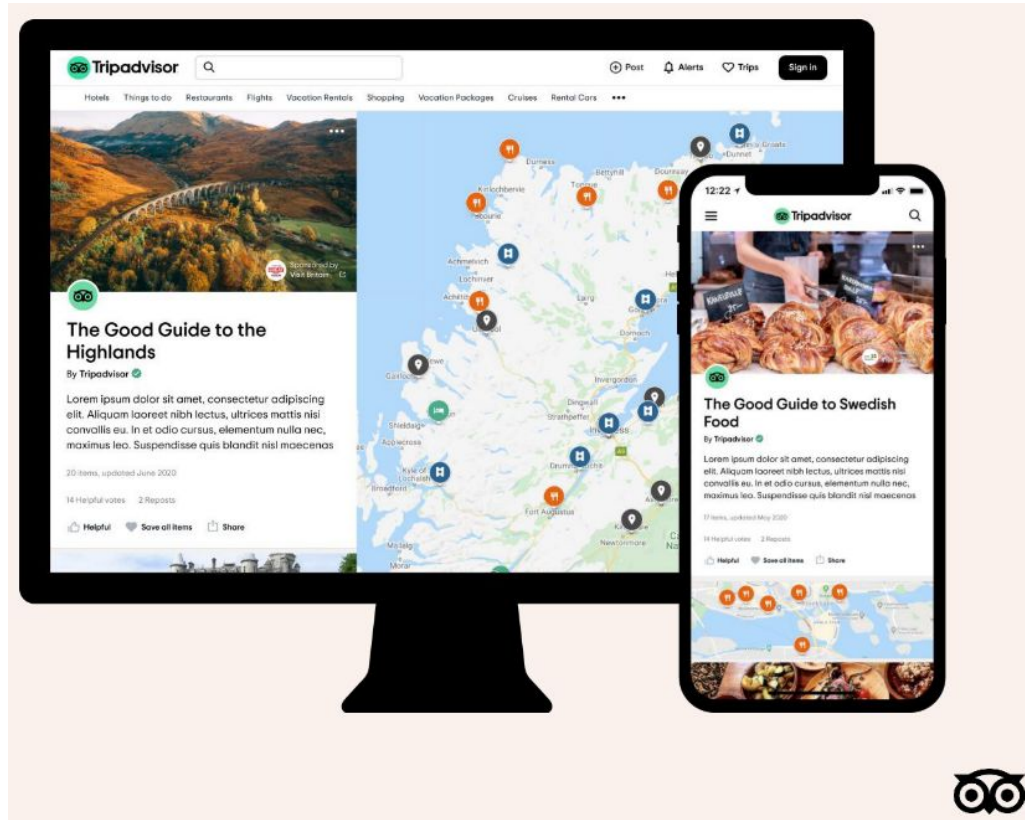 Tripadvisor
Post Alerts Trips Sign in
Hotels Things to do Restaurants Flights Vacation Rentals Shopping Vacation Packages Cruises Rental Cars •••
Sponsored by
Visit Britain
The Good Guide to the
Highlands
By Tripadvisor
Lorem ipsum dolor sit amet, consectetur adipiscing
elit. Aliquam laoreet nibh lectus, ultrices mattis nisi
convallis eu. In et odio cursus, elementum nulla nec,
maximus leo. Suspendisse quis blandit nisl maecenas
20 items, updated June 2020
14 Helpful votes 2 Reposts
Helpful Save all items Share
Durness
Bettyhill
Dounreay
Dunnet
Tongue
Kinlochbervie
Achmelvich
Lochinver
Lairg
Dornoch
Invergordon
Dingwall
Strathpeffer
Shieldaig
Applecross
Kyle of
Lochalsh
Broadford
Fort Augustus
Newtonmore
Mallaig
Morar
12:22
Tripadvisor
The Good Guide to Swedish
Food
By Tripadvisor
Lorem ipsum dolor sit amet, consectetur adipiscing
elit. Aliquam laoreet nibh lectus, ultrices mattis nisi
convallis eu. In et odio cursus, elementum nulla nec,
maximus leo. Suspendisse quis blandit nisl maecenas
17 items, updated May 2020
14 Helpful votes 2 Reposts
Helpful Save all items Share